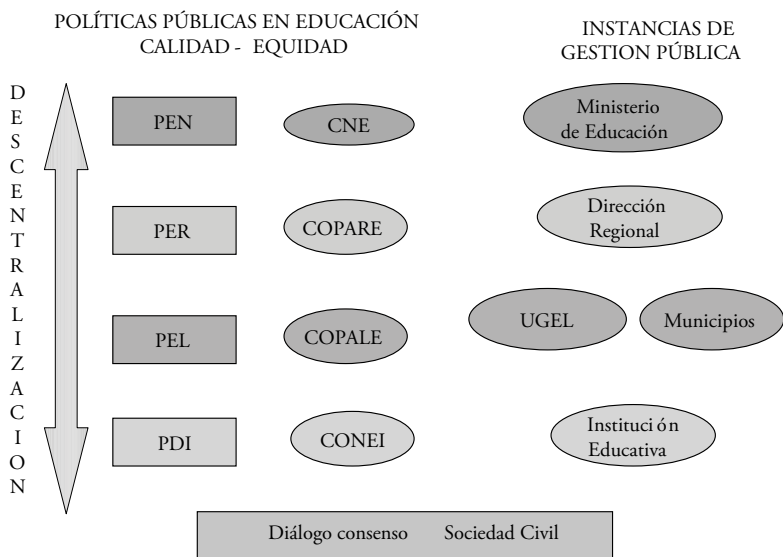 POLÍTICAS PÚBLICAS EN EDUCACIÓN
CALIDAD - EQUIDAD
INSTANCIAS DE
GESTION PÚBLICA
DESCENTRALIZACION
PEN
CNE
Ministerio
de Educación
PER
COPARE
Dirección
Regional
PEL
COPALE
UGEL
Municipios
PDI
CONEI
Instituci ón
Educativa
Diálogo consenso Sociedad Civil